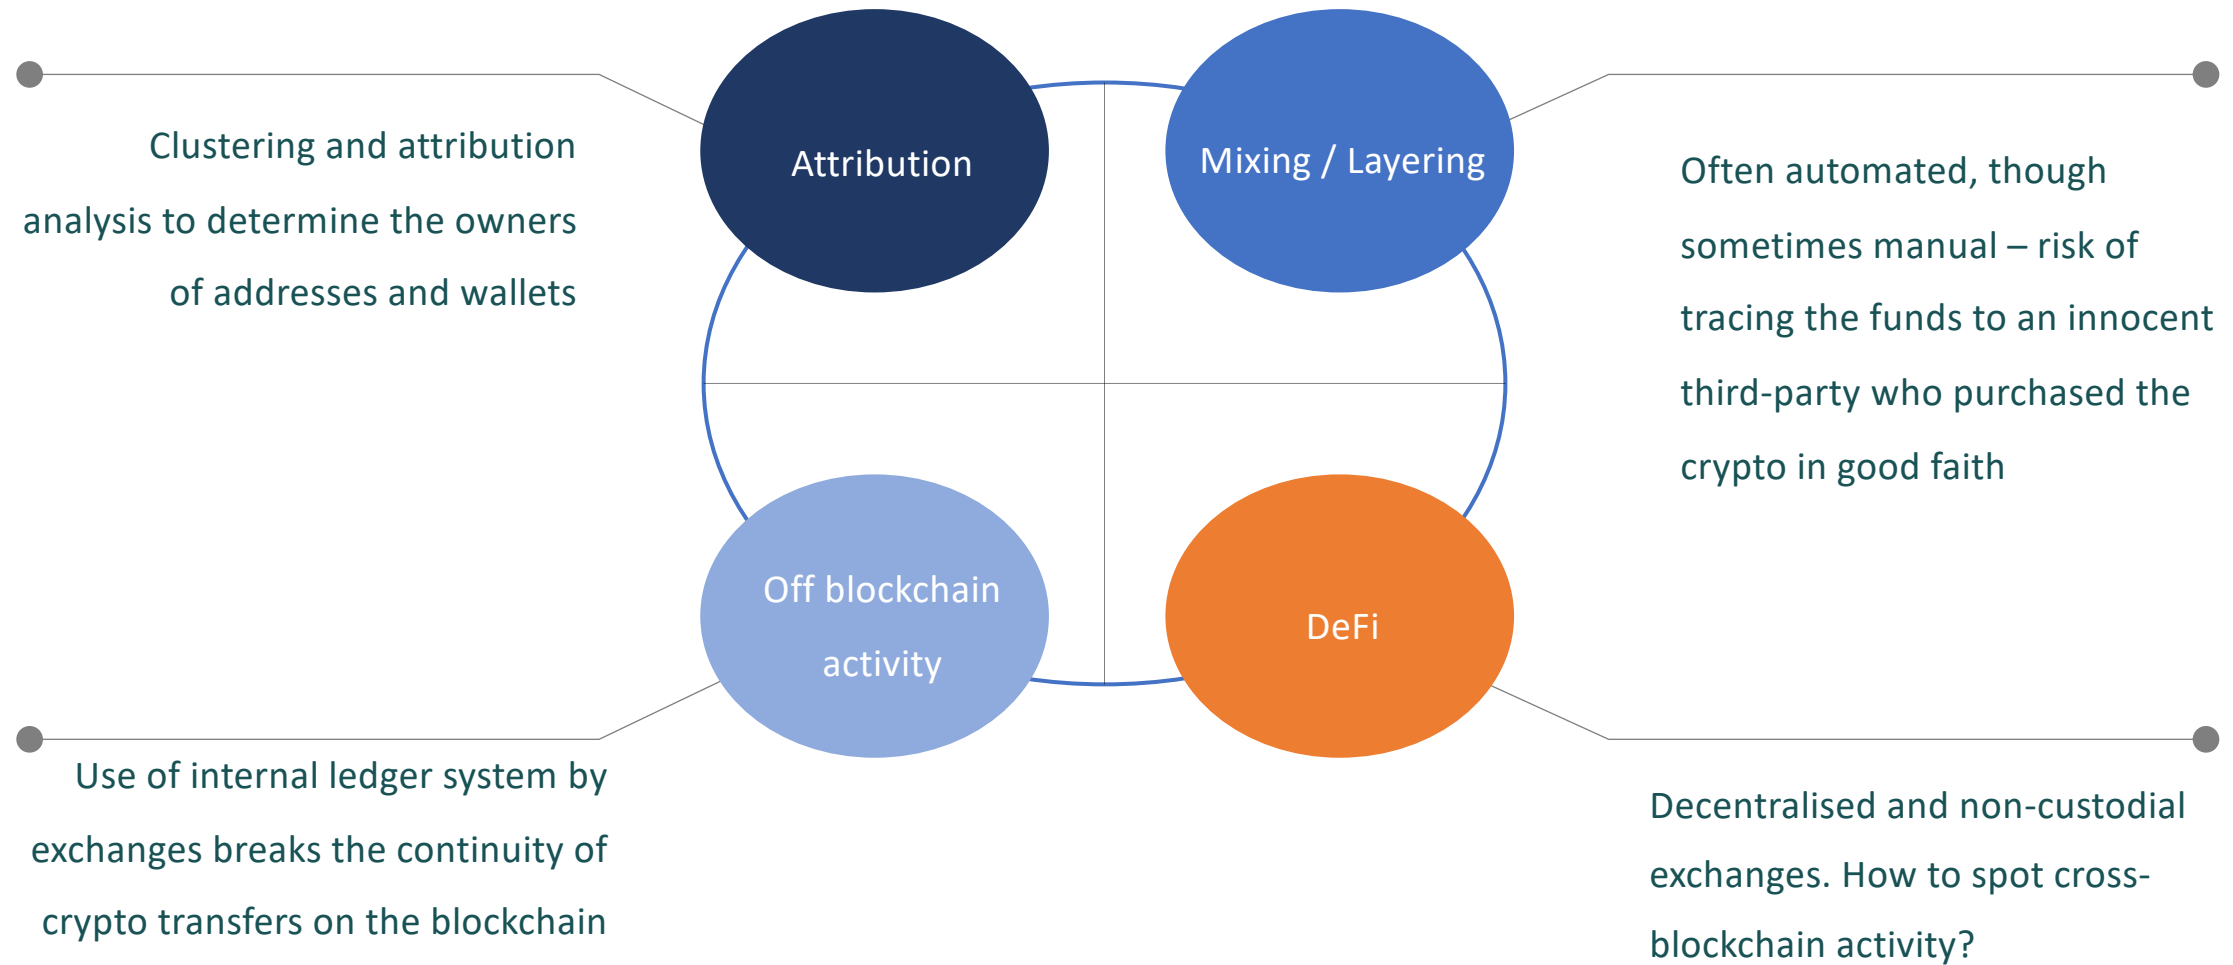 Clustering and attribution
analysis to determine the owners
of addresses and wallets
Attribution
Mixing / Layering
Often automated, though
sometimes manual – risk of
tracing the funds to an innocent
third-party who purchased the
crypto in good faith
Off blockchain
activity
DeFi
Use of internal ledger system by
exchanges breaks the continuity of
crypto transfers on the blockchain
Decentralised and non-custodial
exchanges. How to spot cross-
blockchain activity?